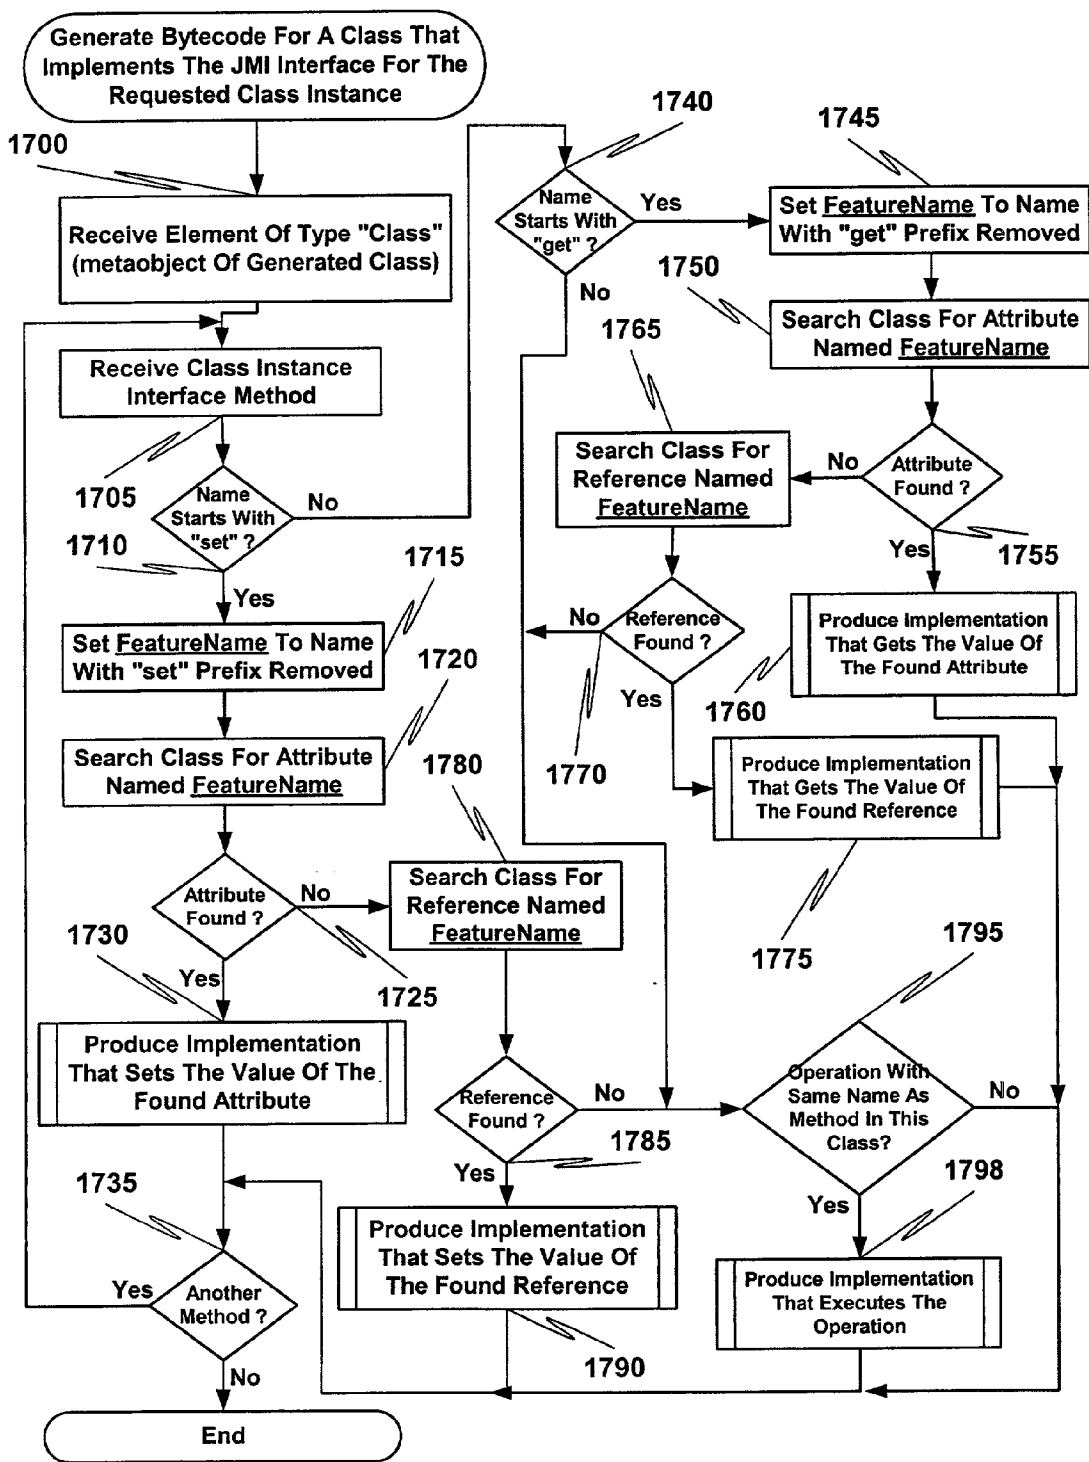 Generate Bytecode For A Class That
Implements The JMI Interface For The
Requested Class Instance
1700
Receive Element Of Type "Class"
(metaobject Of Generated Class)
Receive Class Instance
Interface Method
1705
Name
Starts With
"set" ?
No
1710
Yes
1715
Set FeatureName To Name
With "set" Prefix Removed
1720
Search Class For Attribute
Named FeatureName
Attribute
Found ?
No
1725
1730
Yes
Produce Implementation
That Sets The Value Of The
Found Attribute
1735
Yes
Another
Method ?
No
End
1740
Name
Starts With
"get" ?
Yes
No
1745
Set FeatureName To Name
With "get" Prefix Removed
1750
Search Class For Attribute
Named FeatureName
Attribute
Found ?
No
Yes
1755
1765
Search Class For
Reference Named
FeatureName
Reference
Found ?
No
Yes
1770
Produce Implementation
That Gets The Value Of
The Found Attribute
1760
Produce Implementation
That Gets The Value Of
The Found Reference
1775
1780
Search Class For
Reference Named
FeatureName
Reference
Found ?
No
Yes
1785
Produce Implementation
That Sets The Value Of
The Found Reference
1790
1795
Operation With
Same Name As
Method In This
Class?
No
Yes
1798
Produce Implementation
That Executes The
Operation